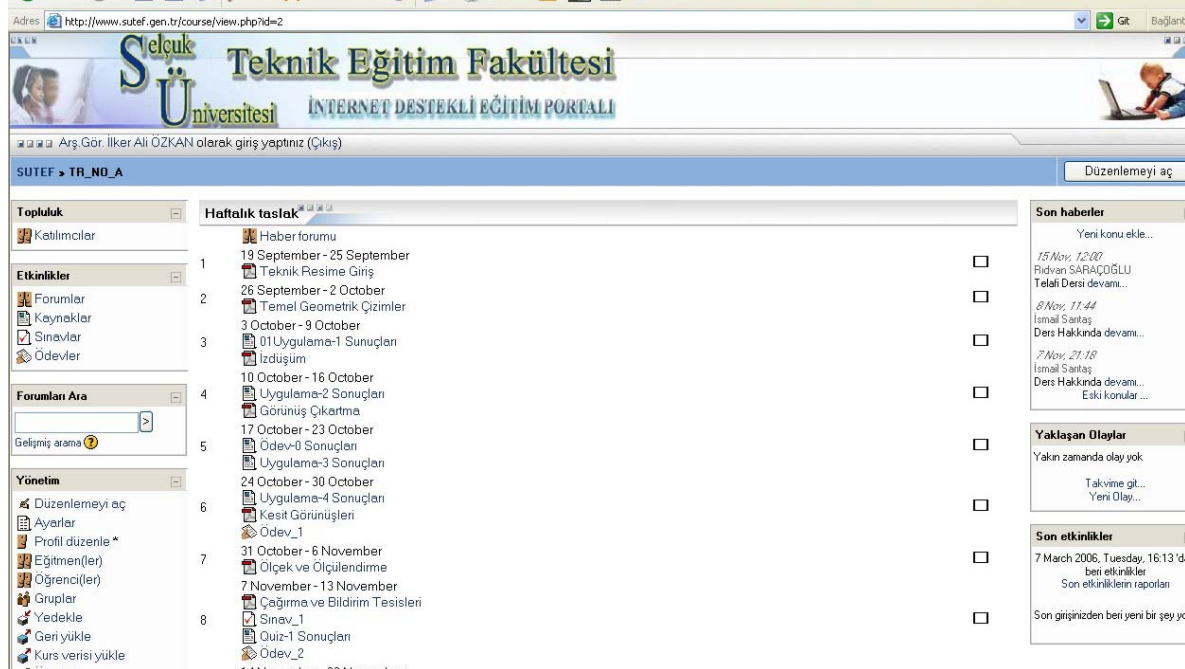 Adres http://www.sutef.gen.tr/course/view.php?id=2 Git
Selçuk Üniversitesi
Teknik Eğitim Fakültesi
İNTERNET DESTEKLİ EĞİTİM PORTALI
Arş.Gör. İlker Ali ÖZKAN olarak giriş yaptınız (Çıkış)
SUTEF » TR_NO_A
Düzenlemeyi aç
Topluluk
Katılımcılar
Etkinlikler
Forumlar
Kaynaklar
Sınavlar
Ödevler
Forumları Ara
>
Gelişmiş arama ?
Yönetim
Düzenlemeyi aç
Ayarlar
Profil düzenle *
Eğitmen(ler)
Öğrenci(ler)
Gruplar
Yedekle
Geri yükle
Kurs verisi yükle
Haftalık taslak
Haber forumu
1
19 September - 25 September
Teknik Resime Giriş
2
26 September - 2 October
Temel Geometrik Çizimler
3
3 October - 9 October
01Uygulama-1 Sunuçları
İzdüşüm
4
10 October - 16 October
Uygulama-2 Sonuçları
Görünüş Çıkartma
5
17 October - 23 October
Ödev-0 Sonuçları
Uygulama-3 Sonuçları
6
24 October - 30 October
Uygulama-4 Sonuçları
Kesit Görünüşleri
Ödev_1
7
31 October - 6 November
Ölçek ve Ölçülendirme
8
7 November - 13 November
Çağırma ve Bildirim Tesisleri
Sınav_1
Quiz-1 Sonuçları
Ödev_2
Son haberler
Yeni konu ekle...
15 Nov, 12:00
Rıdvan SARAÇOĞLU
Telafi Dersi devamı...
8 Nov, 11:44
İsmail Sarıtaş
Ders Hakkında devamı...
7 Nov, 21:18
İsmail Sarıtaş
Ders Hakkında devamı...
Eski konular ...
Yaklaşan Olaylar
Yakın zamanda olay yok
Takvime git...
Yeni Olay...
Son etkinlikler
7 March 2006, Tuesday, 16:13 'd
beri etkinlikler
Son etkinliklerin raporları
Son girişinizden beri yeni bir şey